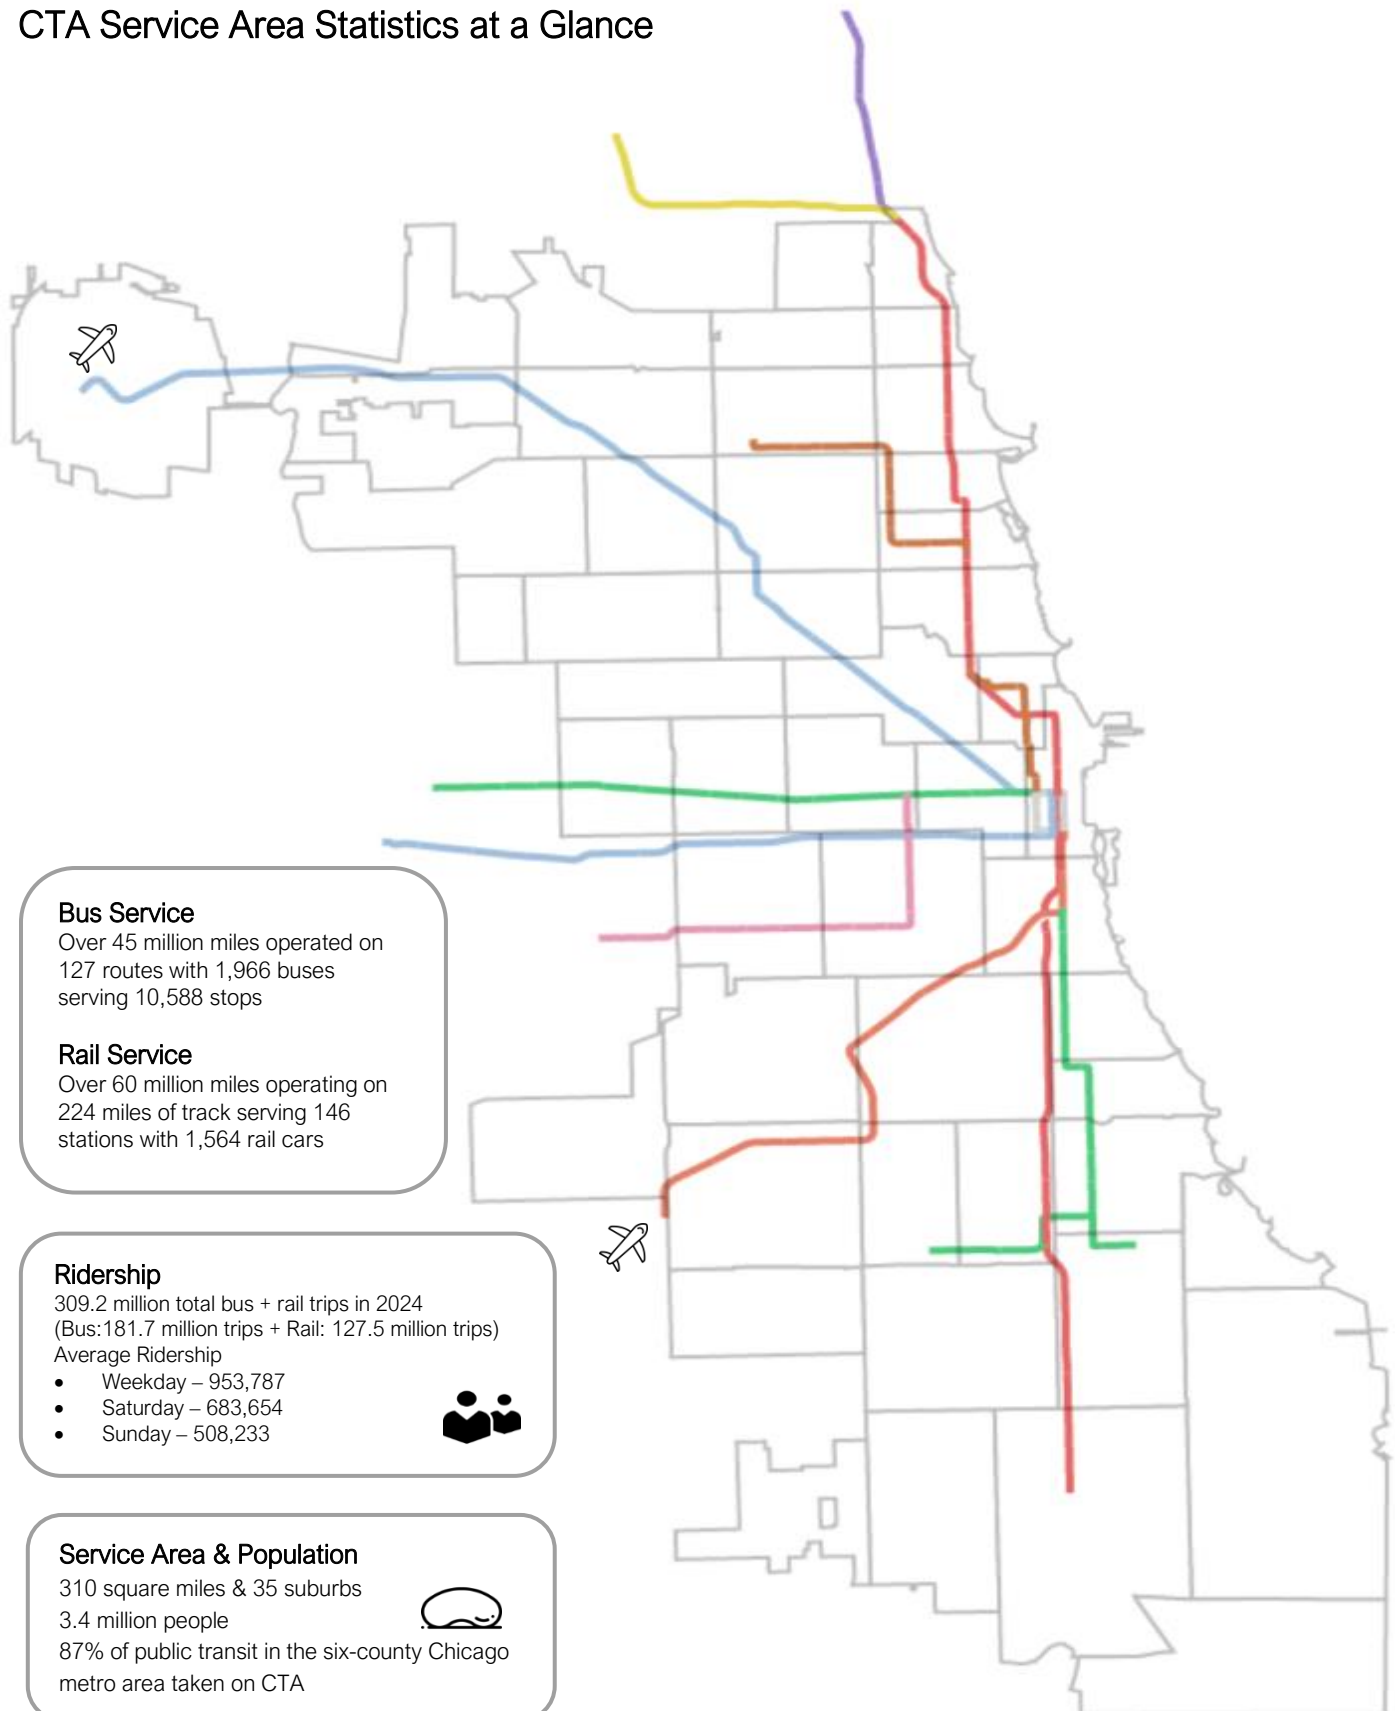 CTA Service Area Statistics at a Glance
Bus Service
Over 45 million miles operated on
127 routes with 1,966 buses
serving 10,588 stops
Rail Service
Over 60 million miles operating on
224 miles of track serving 146
stations with 1,564 rail cars
Ridership
309.2 million total bus + rail trips in 2024
(Bus:181.7 million trips + Rail: 127.5 million trips)
Average Ridership
• Weekday – 953,787
• Saturday – 683,654
• Sunday – 508,233
Service Area & Population
310 square miles & 35 suburbs
3.4 million people
87% of public transit in the six-county Chicago
metro area taken on CTA